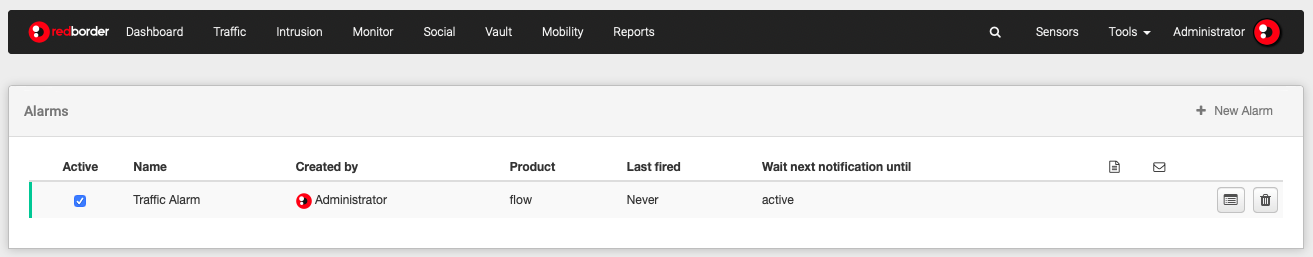 redborder Dashboard Traffic Intrusion Monitor Social Vault Mobility Reports Sensors Tools Administrator
Alarms + New Alarm
Active Name Created by Product Last fired Wait next notification until
Traffic Alarm Administrator flow Never active